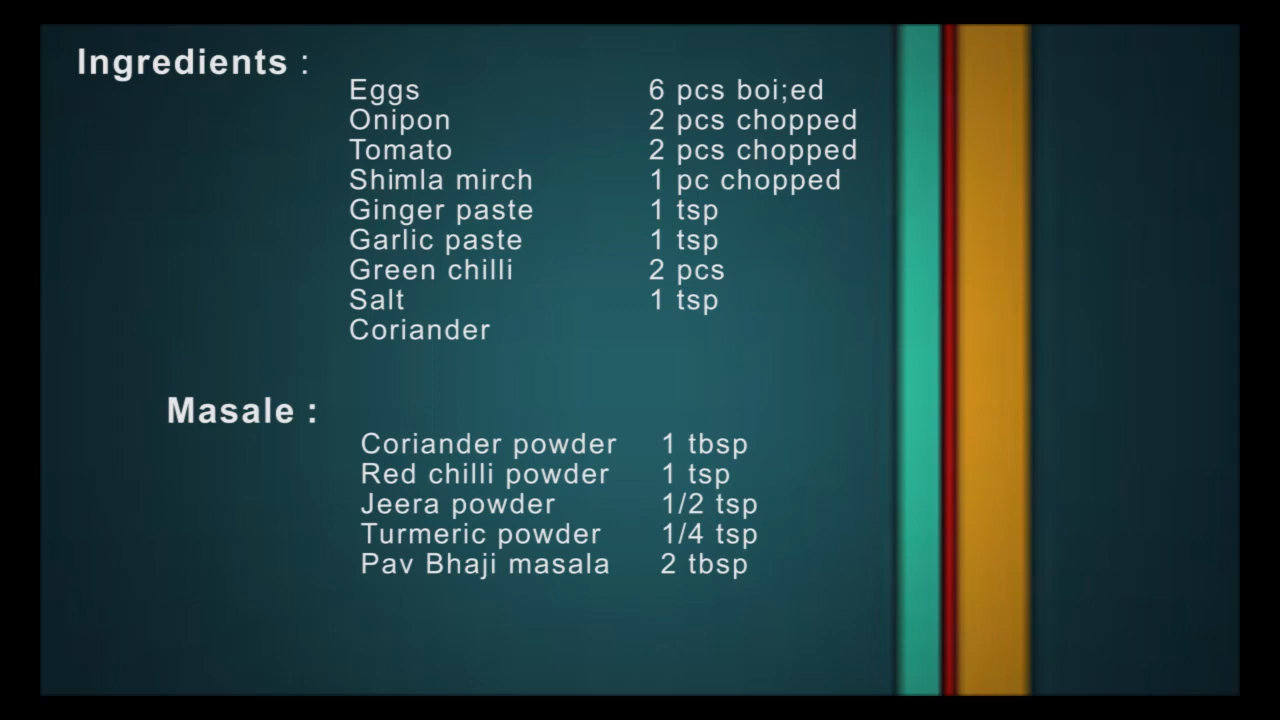 Ingredients :
Eggs 6 pcs boi;ed
Onipon 2 pcs chopped
Tomato 2 pcs chopped
Shimla mirch 1 pc chopped
Ginger paste 1 tsp
Garlic paste 1 tsp
Green chilli 2 pcs
Salt 1 tsp
Coriander
Masale :
Coriander powder 1 tbsp
Red chilli powder 1 tsp
Jeera powder 1/2 tsp
Turmeric powder 1/4 tsp
Pav Bhaji masala 2 tbsp